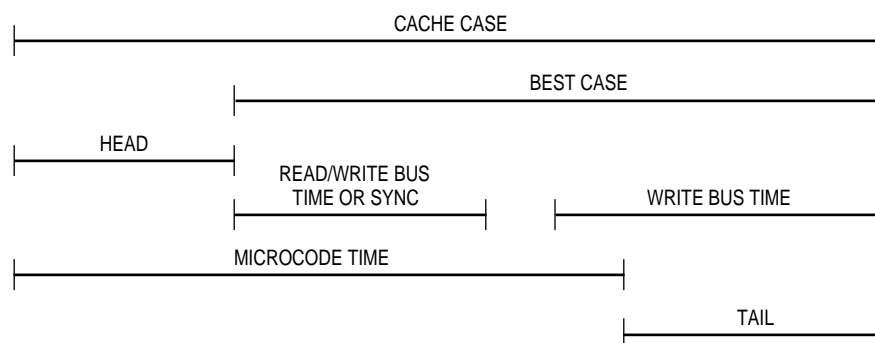 CACHE CASE
BEST CASE
HEAD
READ/WRITE BUS
TIME OR SYNC
WRITE BUS TIME
MICROCODE TIME
TAIL